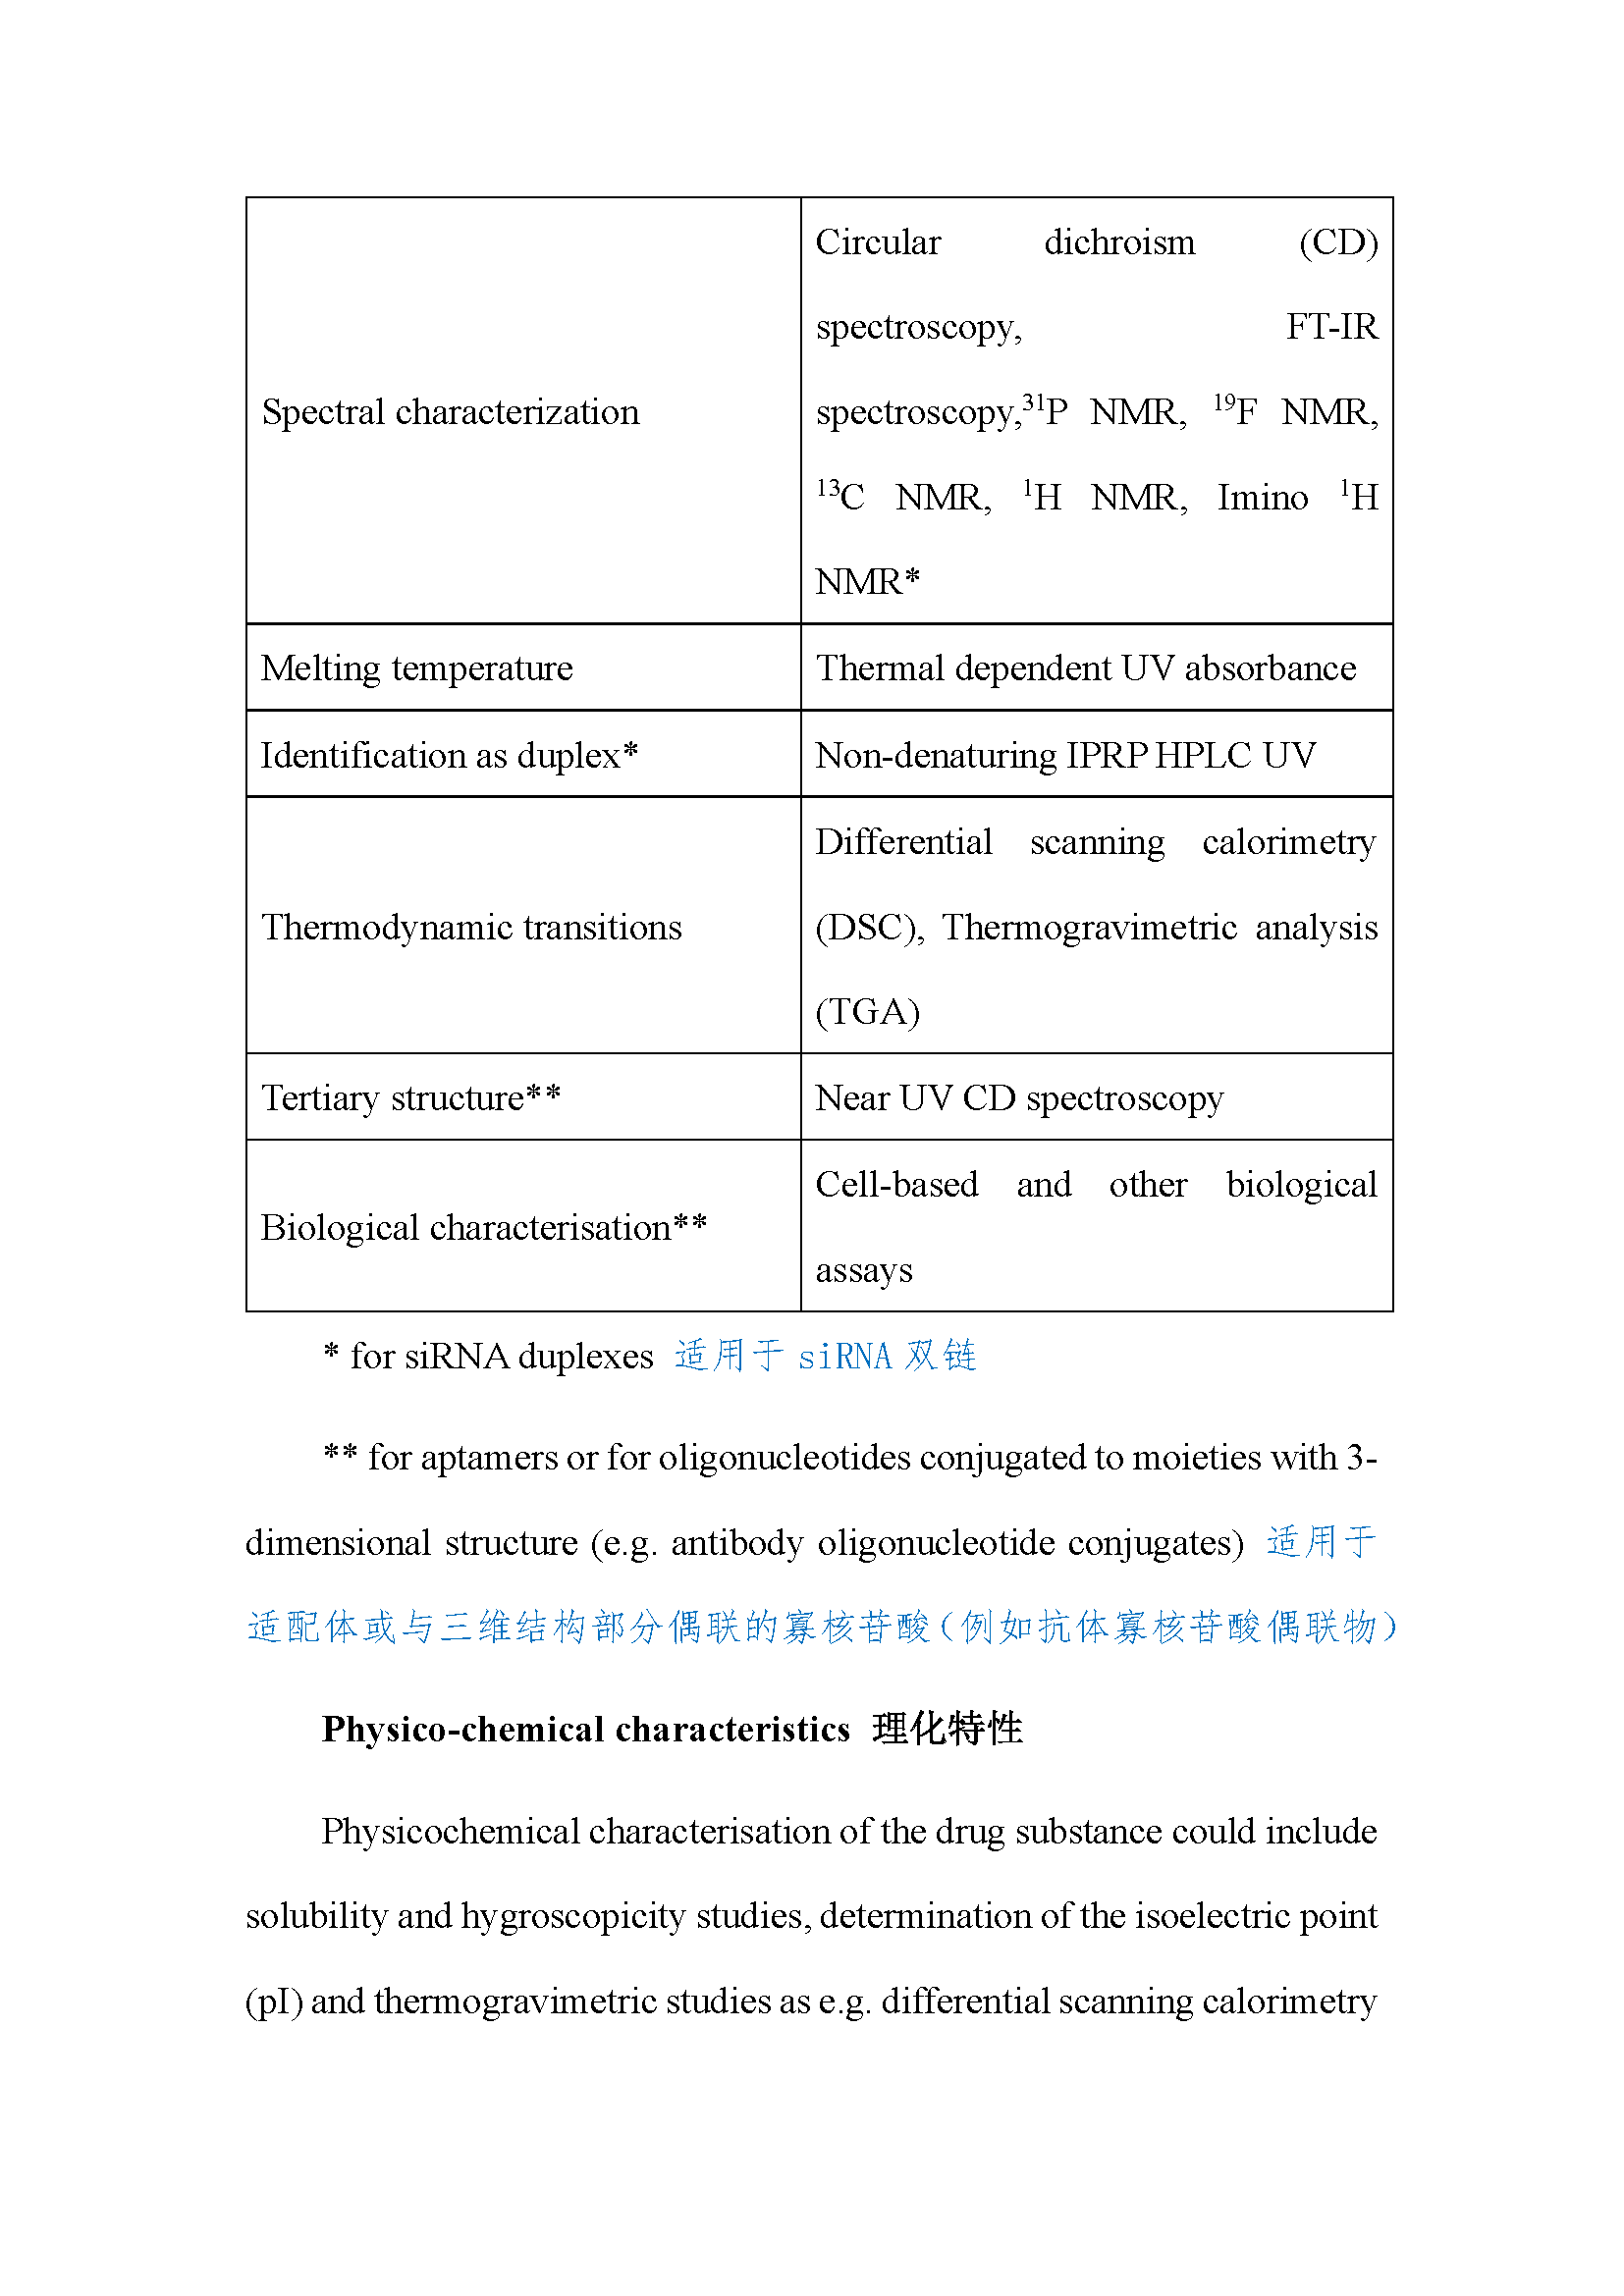 Spectral characterization
Circular dichroism (CD)
spectroscopy, FT-IR
spectroscopy,³¹P NMR, ¹⁹F NMR,
¹³C NMR, ¹H NMR, Imino ¹H
NMR*
Melting temperature
Thermal dependent UV absorbance
Identification as duplex*
Non-denaturing IPRP HPLC UV
Thermodynamic transitions
Differential scanning calorimetry
(DSC), Thermogravimetric analysis
(TGA)
Tertiary structure**
Near UV CD spectroscopy
Biological characterisation**
Cell-based and other biological
assays
* for siRNA duplexes 适用于 siRNA 双链
** for aptamers or for oligonucleotides conjugated to moieties with 3-
dimensional structure (e.g. antibody oligonucleotide conjugates) 适用于
适配体或与三维结构部分偶联的寡核苷酸（例如抗体寡核苷酸偶联物）
Physico-chemical characteristics 理化特性
Physicochemical characterisation of the drug substance could include
solubility and hygroscopicity studies, determination of the isoelectric point
(pI) and thermogravimetric studies as e.g. differential scanning calorimetry